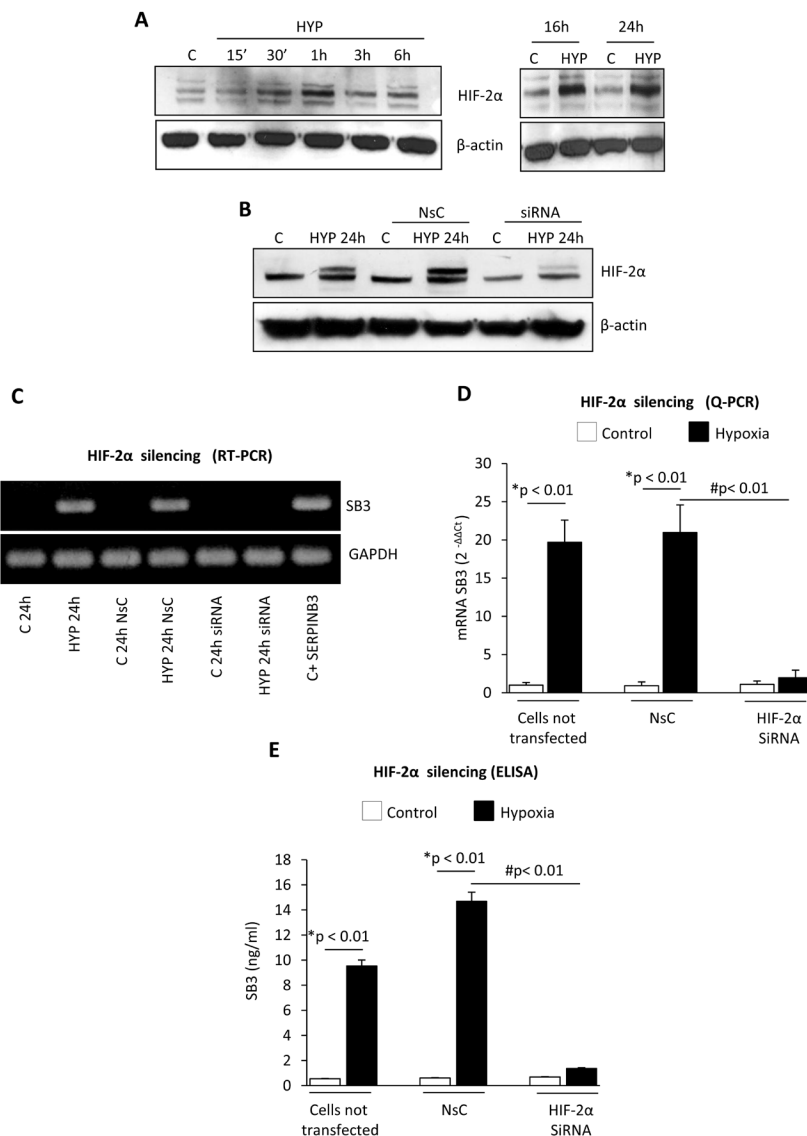 A
HYP
C 15’ 30’ 1h 3h 6h
HIF-2α
β-actin
16h 24h
C HYP C HYP
B
NsC siRNA
C HYP 24h C HYP 24h C HYP 24h
HIF-2α
β-actin
C
HIF-2α silencing (RT-PCR)
SB3
GAPDH
C 24h
HYP 24h
C 24h NsC
HYP 24h NsC
C 24h siRNA
HYP 24h siRNA
C+ SERPINB3
D
HIF-2α silencing (Q-PCR)
Control Hypoxia
mRNA SB3 (2 -ΔΔCt)
30
25
20
15
10
5
0
*p < 0.01
*p < 0.01
#p< 0.01
Cells not
transfected
NsC
HIF-2α
SiRNA
E
HIF-2α silencing (ELISA)
Control Hypoxia
SB3 (ng/ml)
18
16
14
12
10
8
6
4
2
0
*p < 0.01
*p < 0.01
#p< 0.01
Cells not
transfected
NsC
HIF-2α
SiRNA